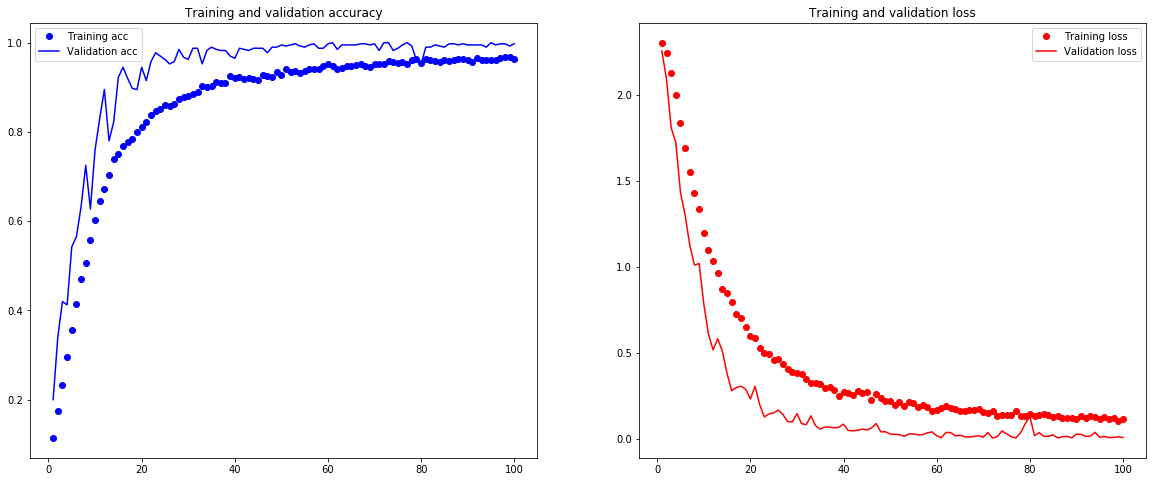 Training and validation accuracy
Training acc
Validation acc
1.0
0.8
0.6
0.4
0.2
0 20 40 60 80 100
Training and validation loss
Training loss
Validation loss
2.0
1.5
1.0
0.5
0.0
0 20 40 60 80 100